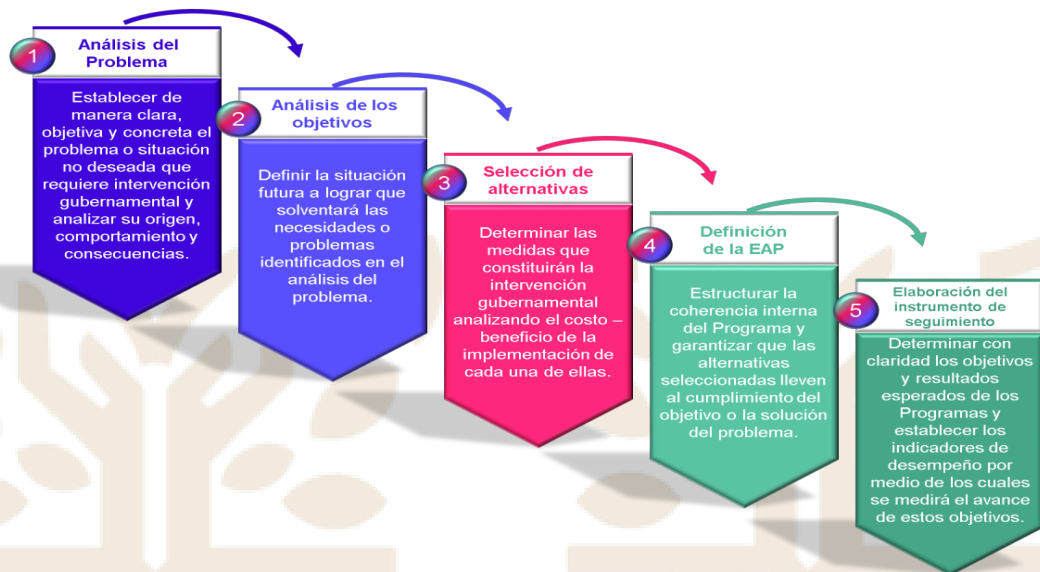 1
Análisis del
Problema
Establecer de
manera clara,
objetiva y concreta el
problema o situación
no deseada que
requiere intervención
gubernamental y
analizar su origen,
comportamiento y
consecuencias.
2
Análisis de los
objetivos
Definir la situación
futura a lograr que
solventará las
necesidades o
problemas
identificados en el
análisis del
problema.
3
Selección de
alternativas
Determinar las
medidas que
constituirán la
intervención
gubernamental
analizando el costo –
beneficio de la
implementación de
cada una de ellas.
4
Definición
de la EAP
Estructurar la
coherencia interna
del Programa y
garantizar que las
alternativas
seleccionadas lleven
al cumplimiento del
objetivo o la solución
del problema.
5
Elaboración del
instrumento de
seguimiento
Determinar con
claridad los objetivos
y resultados
esperados de los
Programas y
establecer los
indicadores de
desempeño por
medio de los cuales
se medirá el avance
de estos objetivos.